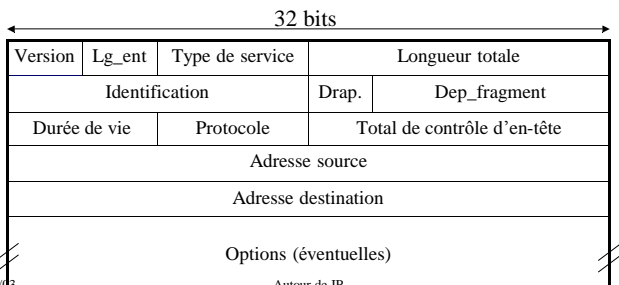 32 bits
Version Lg_ent Type de service Longueur totale
Identification Drap. Dep_fragment
Durée de vie Protocole Total de contrôle d'en-tête
Adresse source
Adresse destination
Options (éventuelles)
Autour de IP